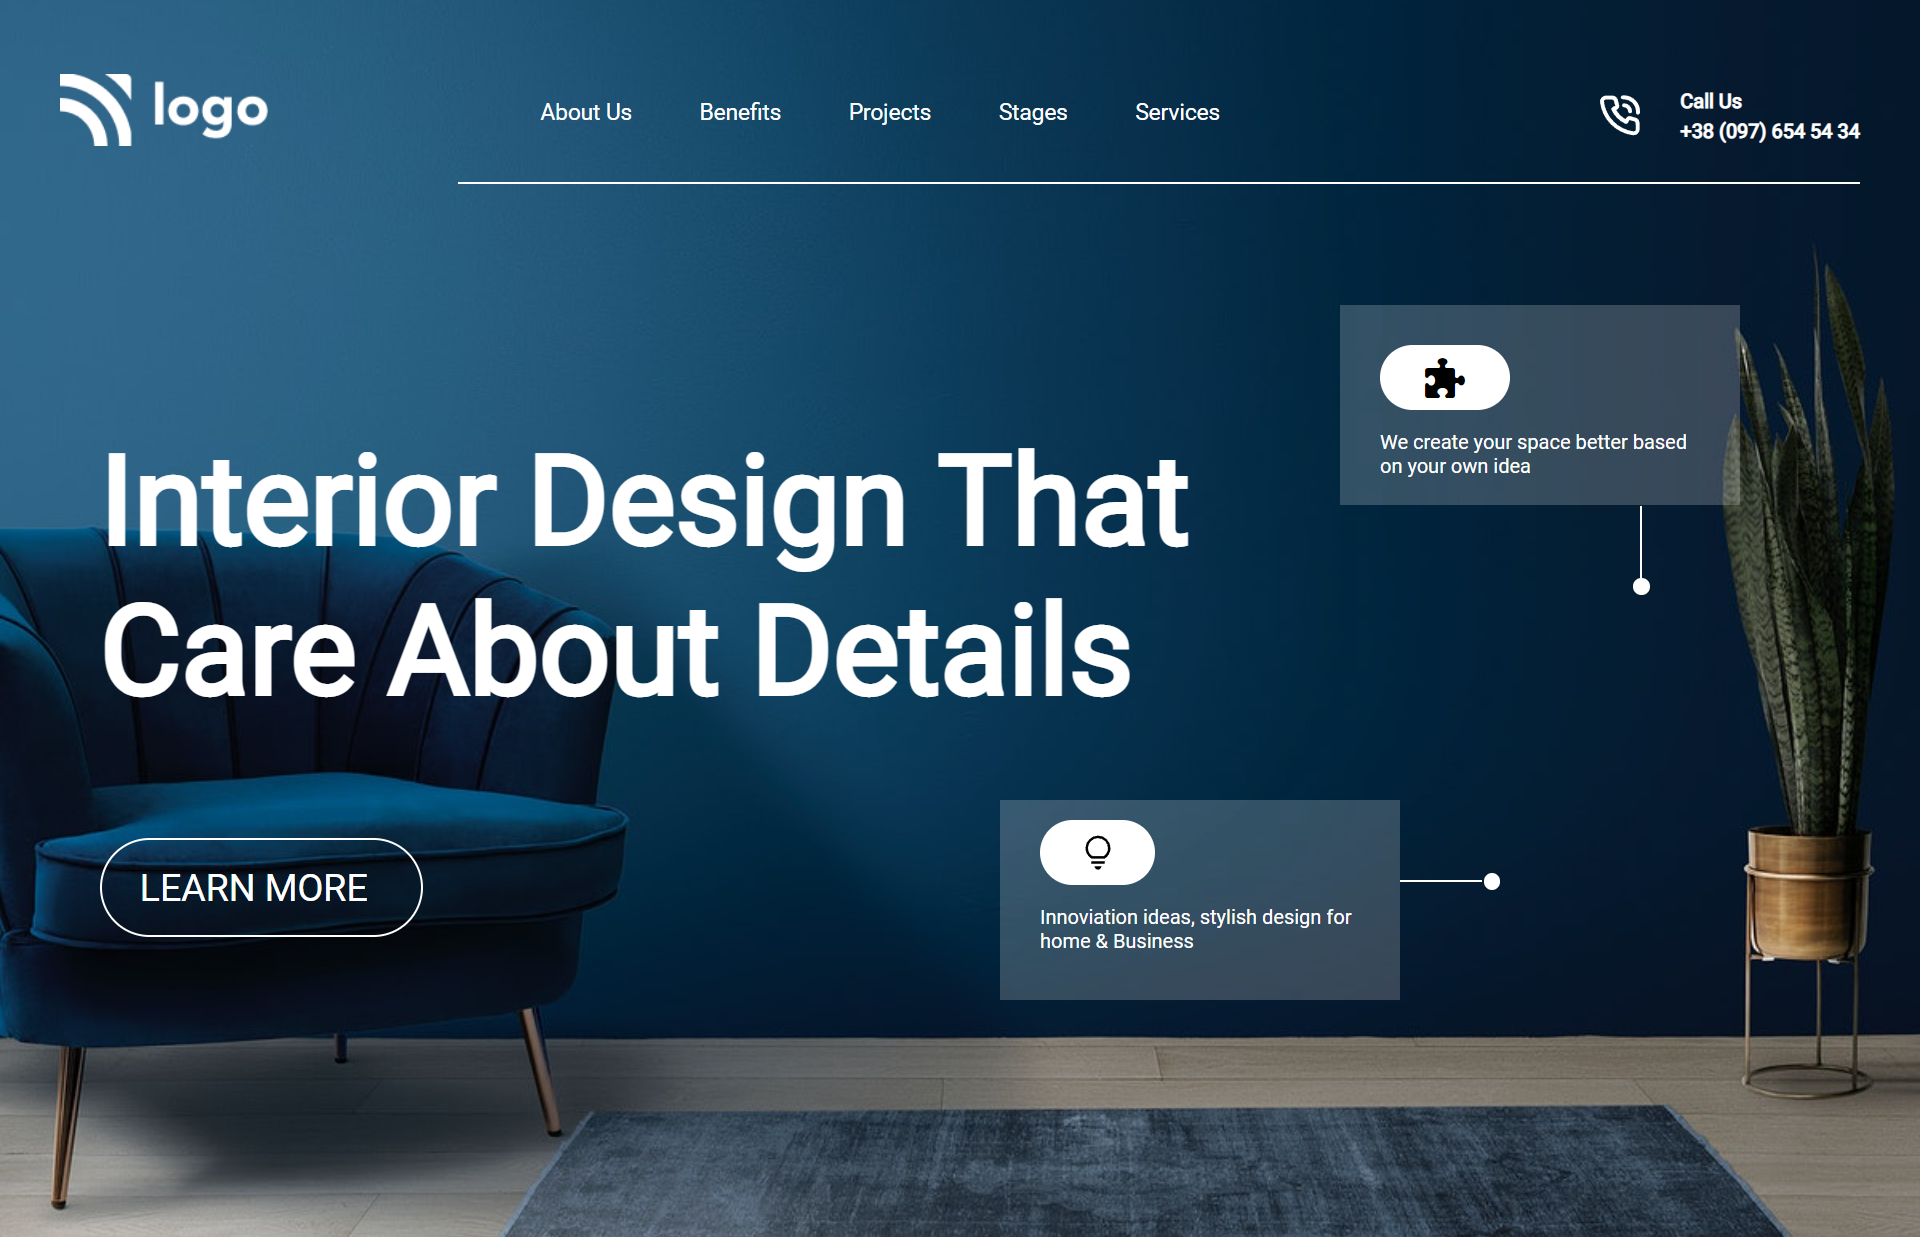 logo
About Us
Benefits
Projects
Stages
Services
Call Us
+38 (097) 654 54 34
We create your space better based
on your own idea
Interior Design That
Care About Details
LEARN MORE
Innoviation ideas, stylish design for
home & Business